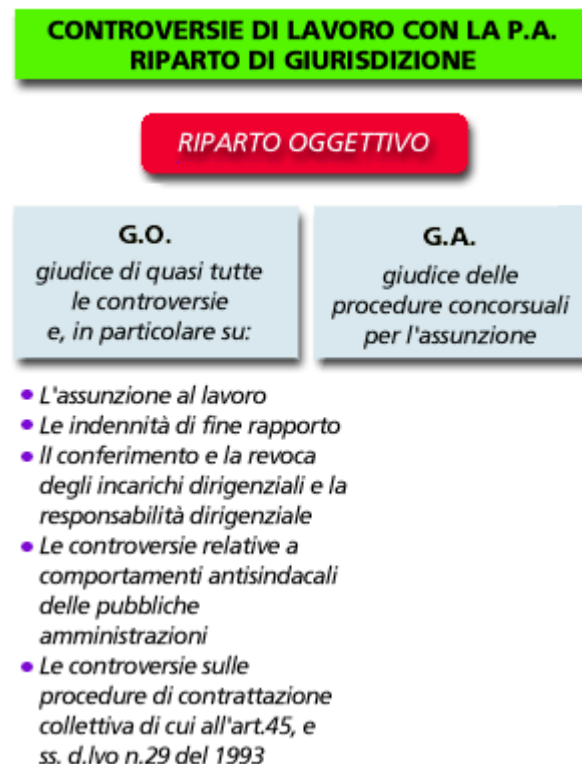 CONTROVERSIE DI LAVORO CON LA P.A.
RIPARTO DI GIURISDIZIONE
RIPARTO OGGETTIVO
G.O.
giudice di quasi tutte
le controversie
e, in particolare su:
G.A.
giudice delle
procedure concorsuali
per l'assunzione
• L'assunzione al lavoro
• Le indennità di fine rapporto
• Il conferimento e la revoca
degli incarichi dirigenziali e la
responsabilità dirigenziale
• Le controversie relative a
comportamenti antisindacali
delle pubbliche
amministrazioni
• Le controversie sulle
procedure di contrattazione
collettiva di cui all'art.45, e
ss. d.lvo n.29 del 1993